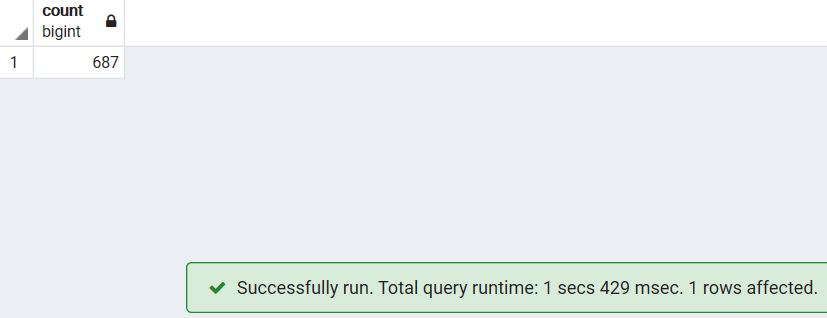 count
bigint
1 687
Successfully run. Total query runtime: 1 secs 429 msec. 1 rows affected.